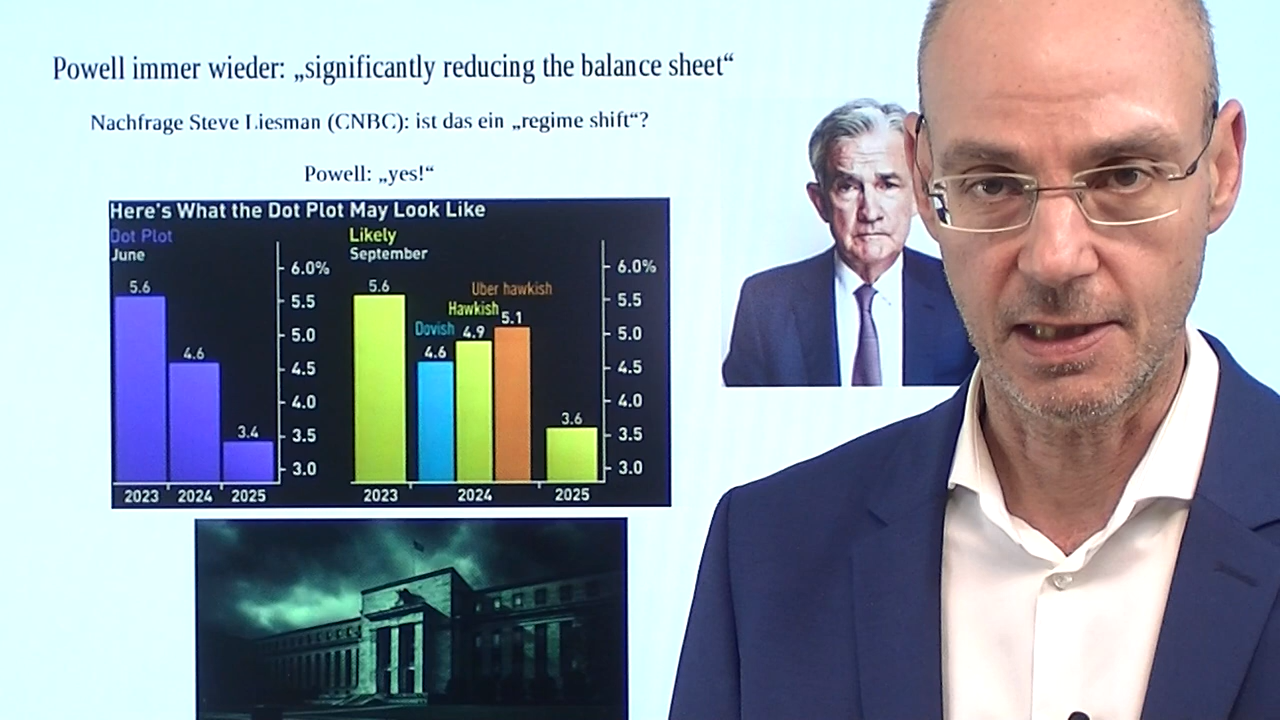 Powell immer wieder: „significantly reducing the balance sheet“
Nachfrage Steve Liesman (CNBC): ist das ein „regime shift“?
Powell: „yes!“
Here's What the Dot Plot May Look Like
Dot Plot
June
Likely
September
6.0%
5.5
5.0
4.5
4.0
3.5
3.0
5.6
4.6
3.4
2023
2024
2025
6.0%
5.5
5.0
4.5
4.0
3.5
3.0
5.6
Dovish
4.6
Hawkish
4.9
Uber hawkish
5.1
3.6
2023
2024
2025